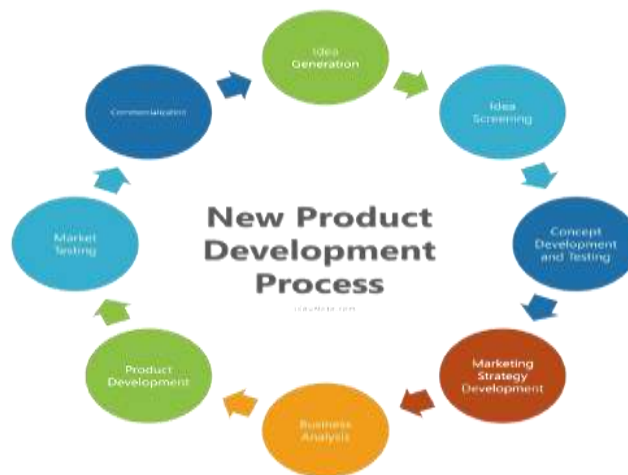 Idea
Generation
Idea
Screening
Concept
Development
and Testing
Marketing
Strategy
Development
Business
Analysis
Product
Development
Market
Testing
Commercialization
New Product
Development
Process